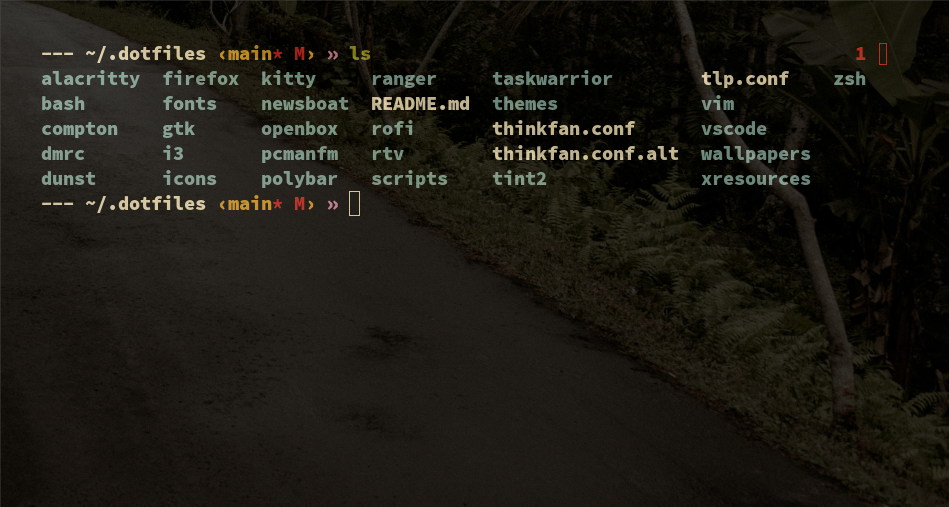 --- ~/.dotfiles ‹main* M› » ls 1
alacritty firefox kitty ranger taskwarrior tlp.conf zsh
bash fonts newsboat README.md themes vim
compton gtk openbox rofi thinkfan.conf vscode
dmrc i3 pcmanfm rtv thinkfan.conf.alt wallpapers
dunst icons polybar scripts tint2 xresources
--- ~/.dotfiles ‹main* M› »